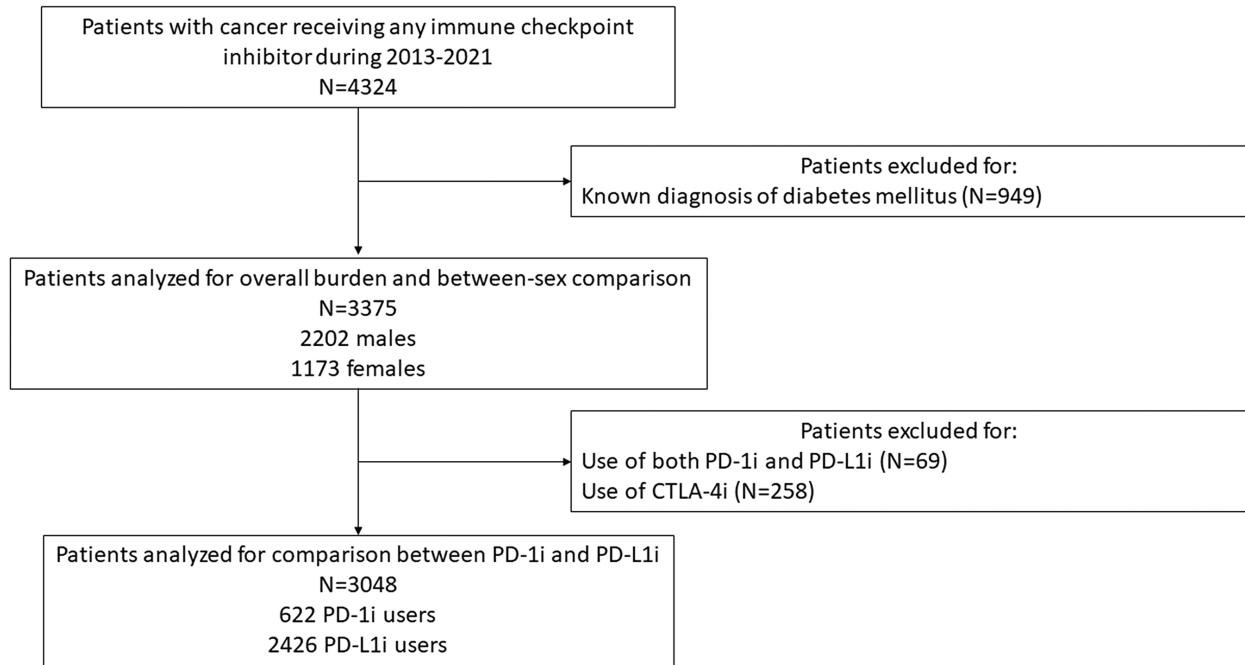 Patients with cancer receiving any immune checkpoint
inhibitor during 2013-2021
N=4324
Patients excluded for:
Known diagnosis of diabetes mellitus (N=949)
Patients analyzed for overall burden and between-sex comparison
N=3375
2202 males
1173 females
Patients excluded for:
Use of both PD-1i and PD-L1i (N=69)
Use of CTLA-4i (N=258)
Patients analyzed for comparison between PD-1i and PD-L1i
N=3048
622 PD-1i users
2426 PD-L1i users